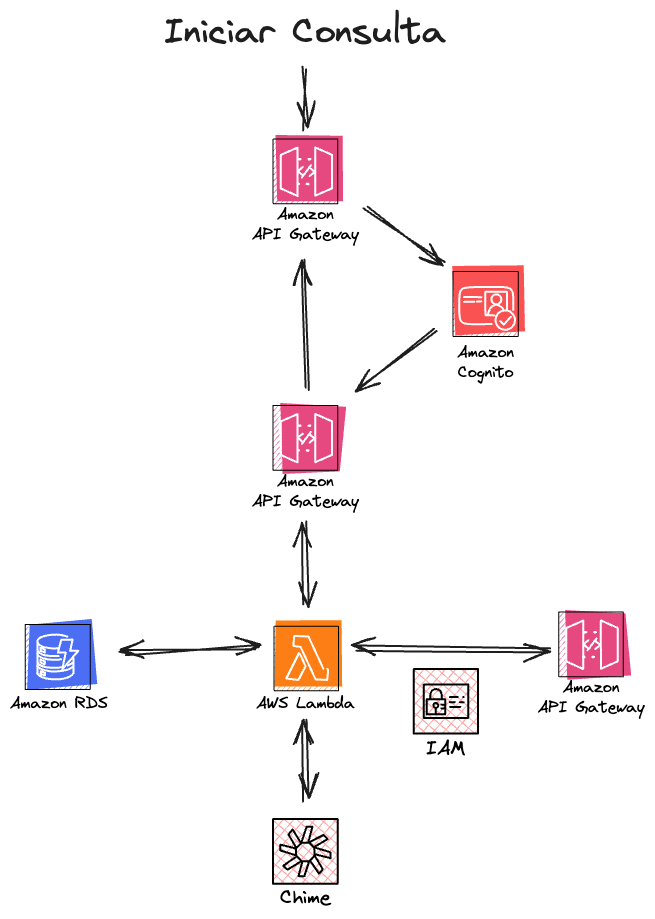 Iniciar Consulta
Amazon
API Gateway
Amazon
Cognito
Amazon
API Gateway
Amazon RDS
AWS Lambda
Amazon
API Gateway
IAM
Chime